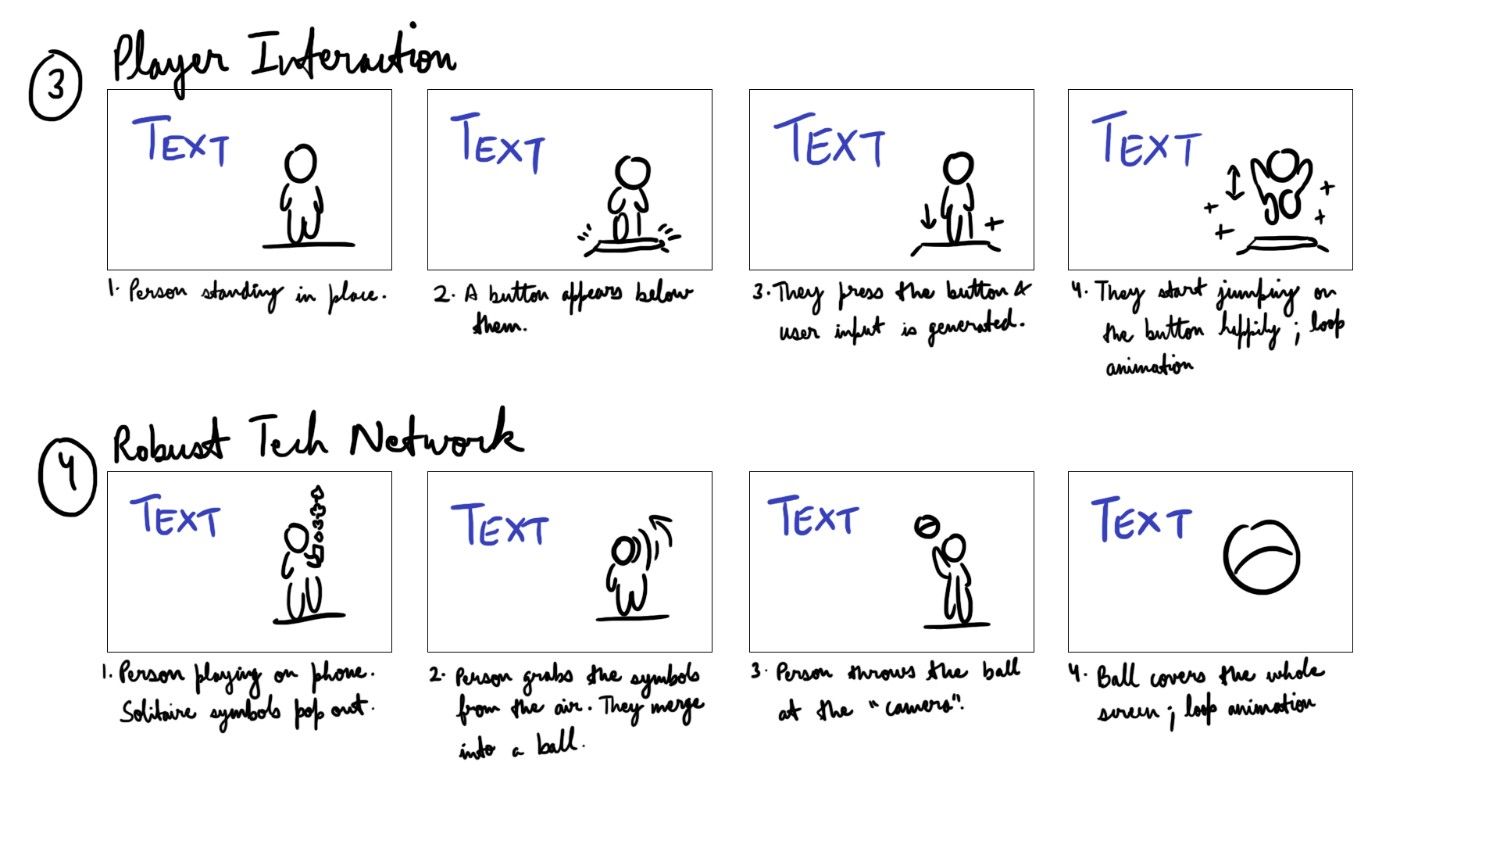 3
Player Interaction
TEXT
TEXT
TEXT
TEXT
1. Person standing in place.
2. A button appears below
them.
3. They press the button &
user input is generated.
4. They start jumping on
the button happily ; loop
animation
4
Robust Tech Network
TEXT
TEXT
TEXT
TEXT
1. Person playing on phone.
Solitaire symbols pop out.
2. Person grabs the symbols
from the air. They merge
into a ball.
3. Person throws the ball
at the "camera".
4. Ball covers the whole
screen ; loop animation